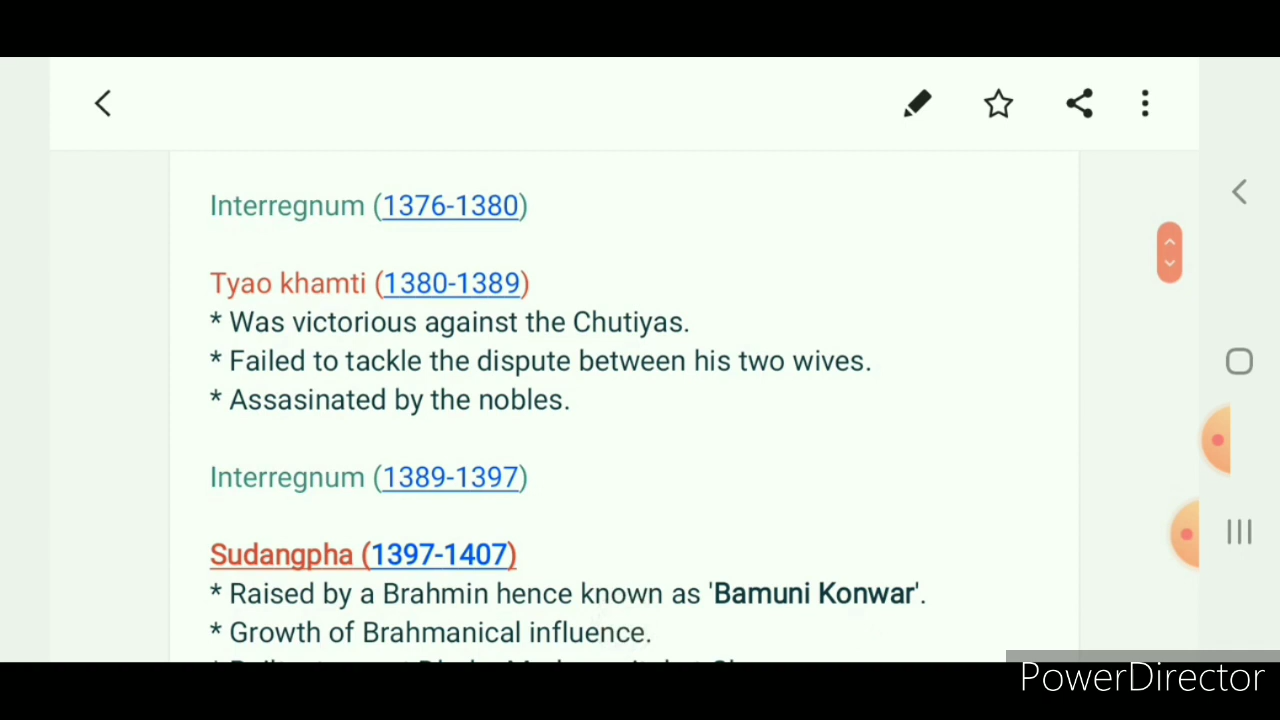 Interregnum (1376-1380)
Tyao khamti (1380-1389)
* Was victorious against the Chutiyas.
* Failed to tackle the dispute between his two wives.
* Assasinated by the nobles.
Interregnum (1389-1397)
Sudangpha (1397-1407)
* Raised by a Brahmin hence known as 'Bamuni Konwar'.
* Growth of Brahmanical influence.
PowerDirector